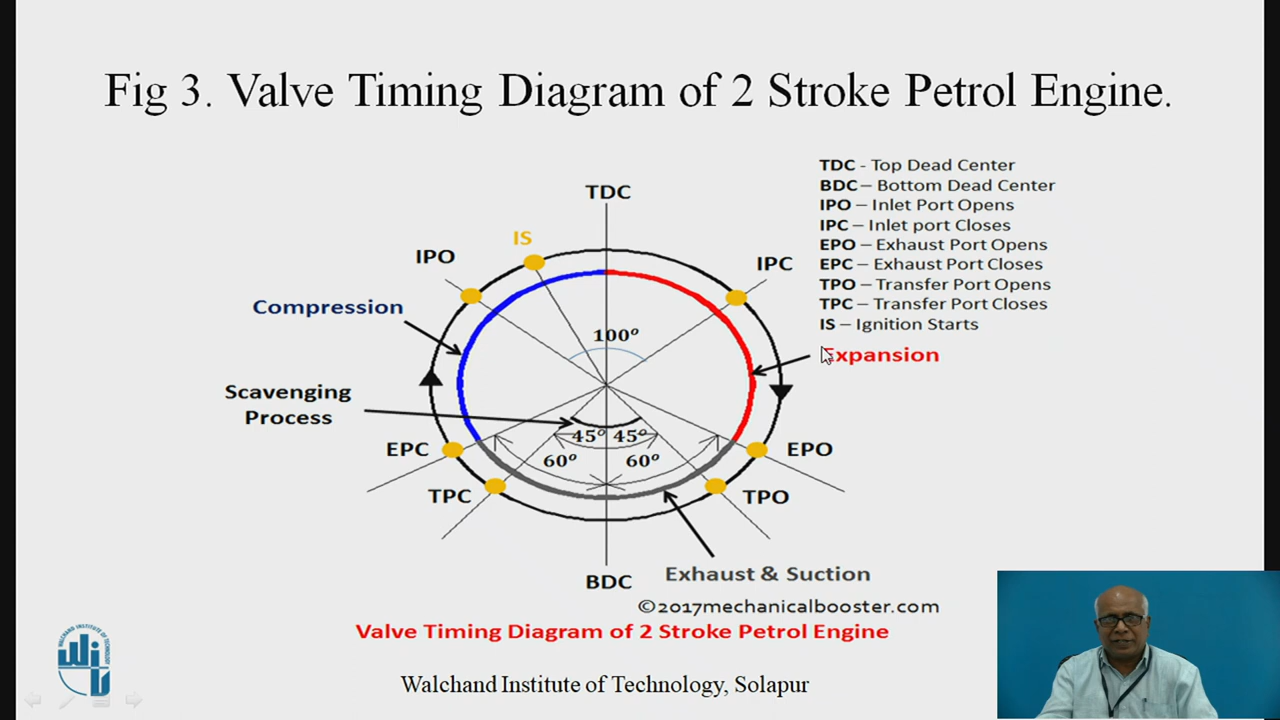 Fig 3. Valve Timing Diagram of 2 Stroke Petrol Engine.
TDC - Top Dead Center
BDC – Bottom Dead Center
IPO – Inlet Port Opens
IPC – Inlet port Closes
EPO – Exhaust Port Opens
EPC – Exhaust Port Closes
TPO – Transfer Port Opens
TPC – Transfer Port Closes
IS – Ignition Starts
TDC
IS
IPO
IPC
Compression
100°
Expansion
Scavenging
Process
45° 45°
60° 60°
EPC
EPO
TPC
TPO
BDC
Exhaust & Suction
©2017mechanicalbooster.com
Valve Timing Diagram of 2 Stroke Petrol Engine
WALCHAND INSTITUTE OF TECHNOLOGY
Walchand Institute of Technology, Solapur